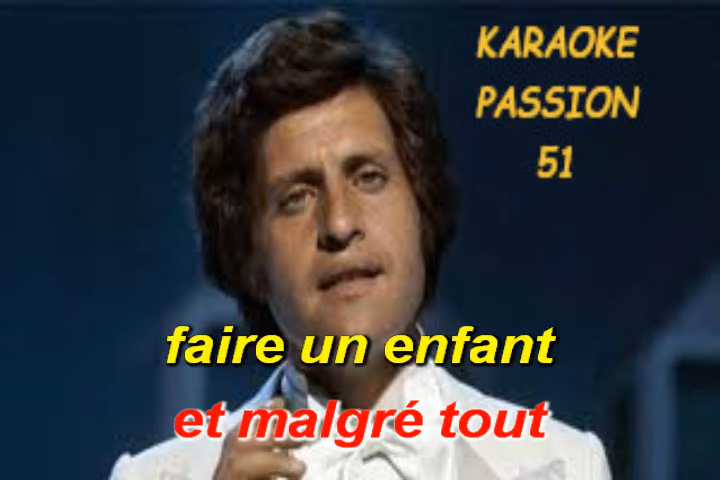 KARAOKE
PASSION
51
faire un enfant
et malgré tout